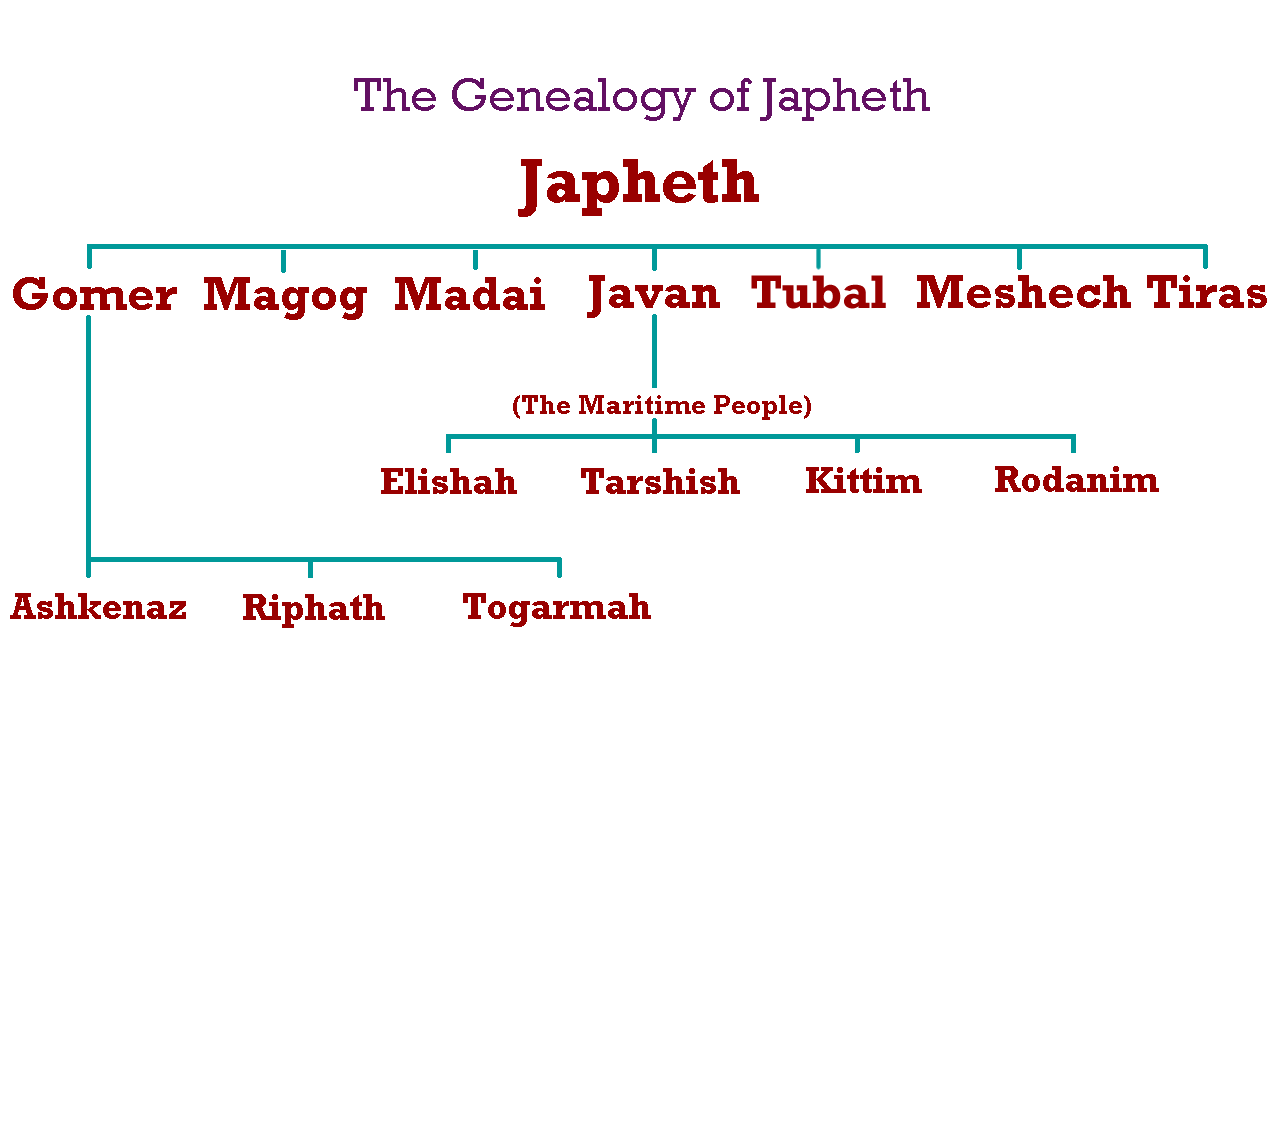 The Genealogy of Japheth
Japheth
Gomer Magog Madai Javan Tubal Meshech Tiras
(The Maritime People)
Elishah Tarshish Kittim Rodanim
Ashkenaz Riphath Togarmah